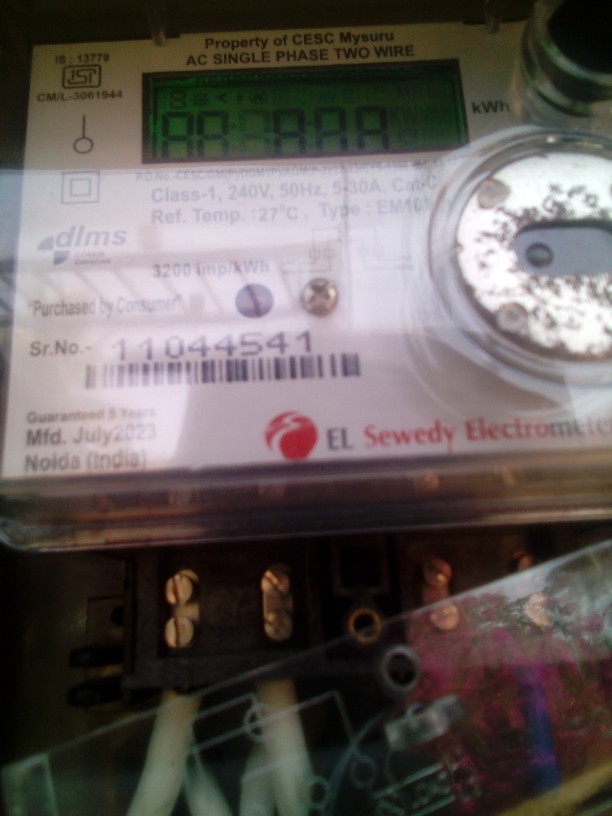 Property of CESC Mysuru
AC SINGLE PHASE TWO WIRE
IS : 13779
CM/L-3061944
kWh
Class-1, 240V, 50Hz, 5-30A, Cat-C
Ref. Temp. :27°C , Type : EM101
dlms
3200 imp/kWh
"Purchased by Consumer"
Sr.No.- 11044541
Guaranteed 5 Years
Mfd. July2023
Noida (India)
EL Sewedy Electrometer